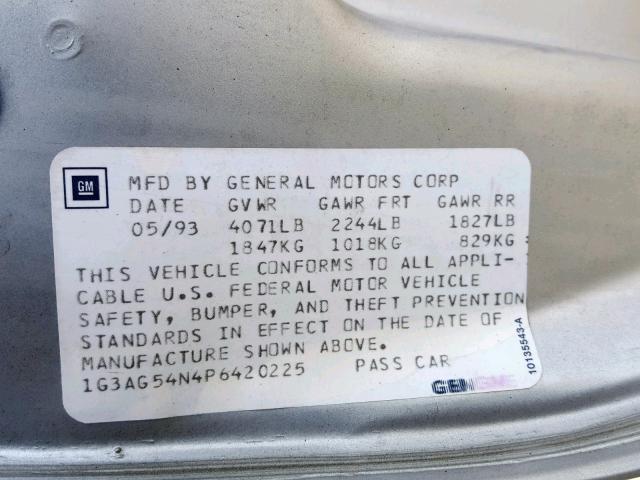 GM
MFD BY GENERAL MOTORS CORP
DATE GVWR GAWR FRT GAWR RR
05/93 4071LB 2244LB 1827LB
1847KG 1018KG 829KG
THIS VEHICLE CONFORMS TO ALL APPLI-
CABLE U.S. FEDERAL MOTOR VEHICLE
SAFETY, BUMPER, AND THEFT PREVENTION
STANDARDS IN EFFECT ON THE DATE OF
MANUFACTURE SHOWN ABOVE.
1G3AG54N4P6420225 PASS CAR
10135543-A